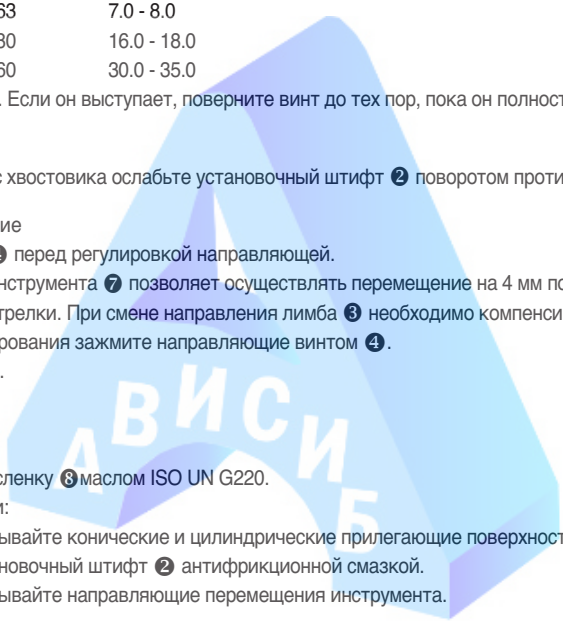 63 7.0 - 8.0
30 16.0 - 18.0
60 30.0 - 35.0
. Если он выступает, поверните винт до тех пор, пока он полност
с хвостовика ослабьте установочный штифт ❷ поворотом проти
ие
перед регулировкой направляющей.
нструмента ❼ позволяет осуществлять перемещение на 4 мм по
трелки. При смене направления лимба ❸ необходимо компенси
рования зажмите направляющие винтом ❹.
.
сленку ❽маслом ISO UN G220.
и:
ывайте конические и цилиндрические прилегающие поверхност
новочный штифт ❷ антифрикционной смазкой.
ывайте направляющие перемещения инструмента.
АВИСИБ